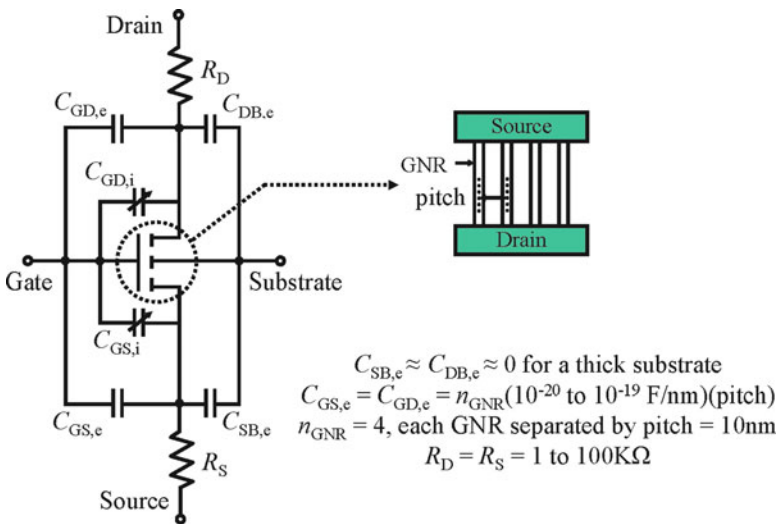 Drain
R_D
C_GD,e
C_DB.e
C_GD,i
Gate
Substrate
C_GS,i
C_GS,e
C_SB,e
R_S
Source
Source
GNR
pitch
Drain
C_SB,e ≈ C_DB,e ≈ 0 for a thick substrate
C_GS,e = C_GD,e = n_GNR(10⁻²⁰ to 10⁻¹⁹ F/nm)(pitch)
n_GNR = 4, each GNR separated by pitch = 10nm
R_D = R_S = 1 to 100KΩ